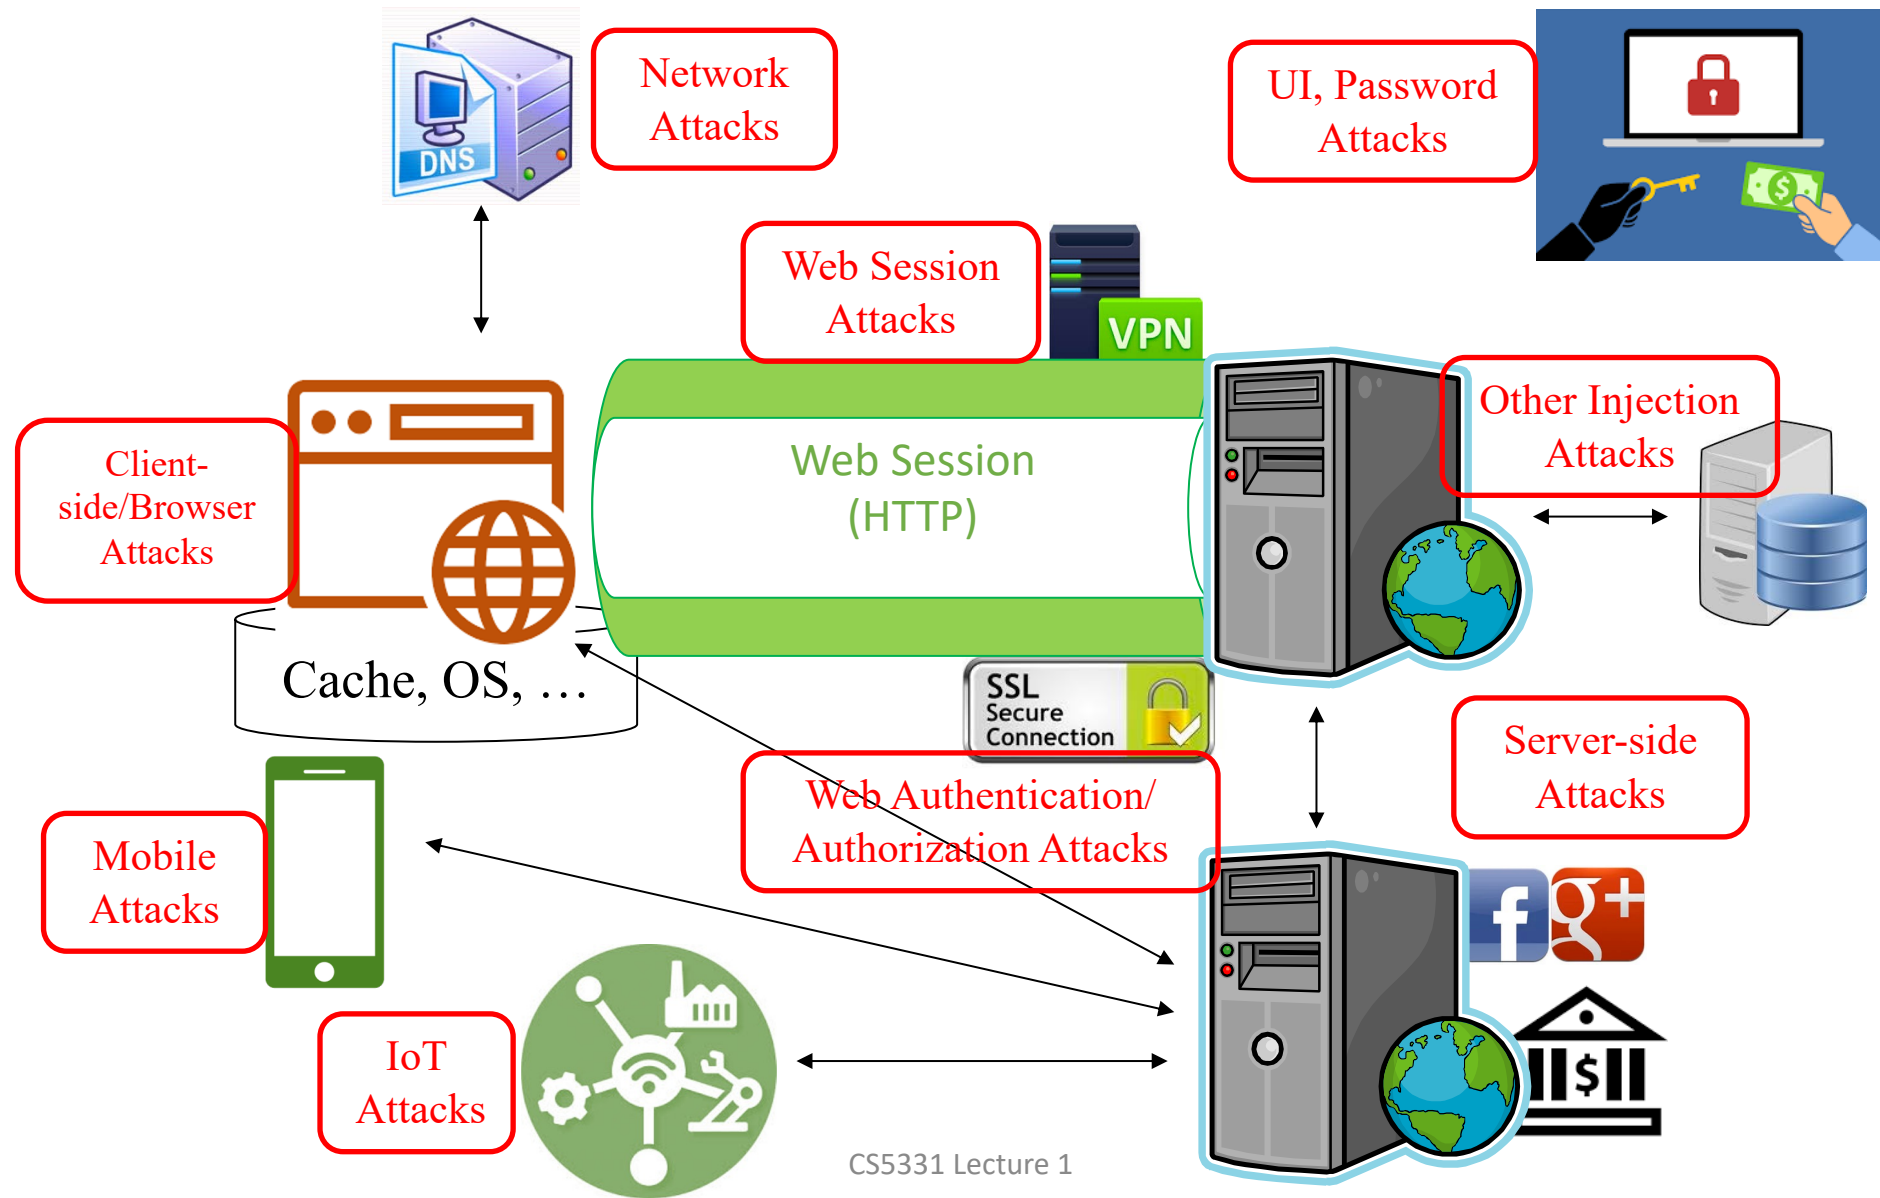 Network
Attacks
UI, Password
Attacks
DNS
Web Session
Attacks
VPN
Other Injection
Attacks
Client-
side/Browser
Attacks
Web Session
(HTTP)
Cache, OS, …
SSL
Secure
Connection
Server-side
Attacks
Web Authentication/
Authorization Attacks
Mobile
Attacks
f
g+
IoT
Attacks
$
$
CS5331 Lecture 1